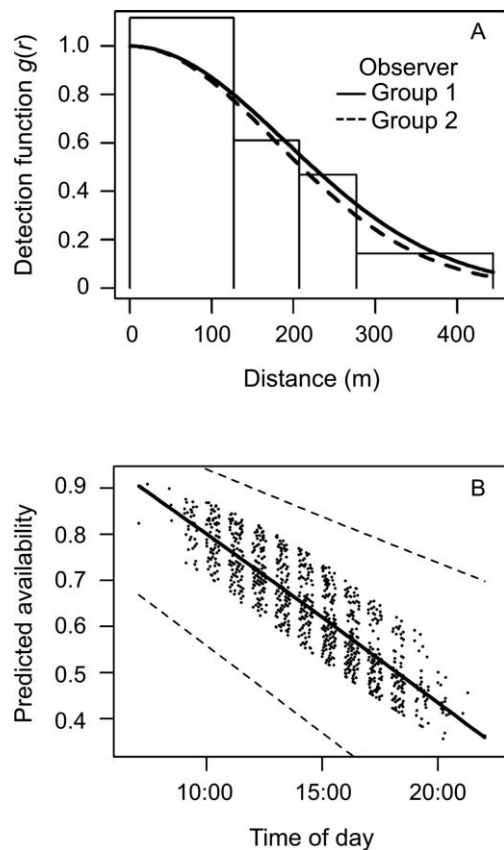 A
Detection function g(r)
1.0
0.8
0.6
0.4
0.2
0
Observer
Group 1
Group 2
0 100 200 300 400
Distance (m)
B
Predicted availability
0.9
0.8
0.7
0.6
0.5
0.4
10:00 15:00 20:00
Time of day